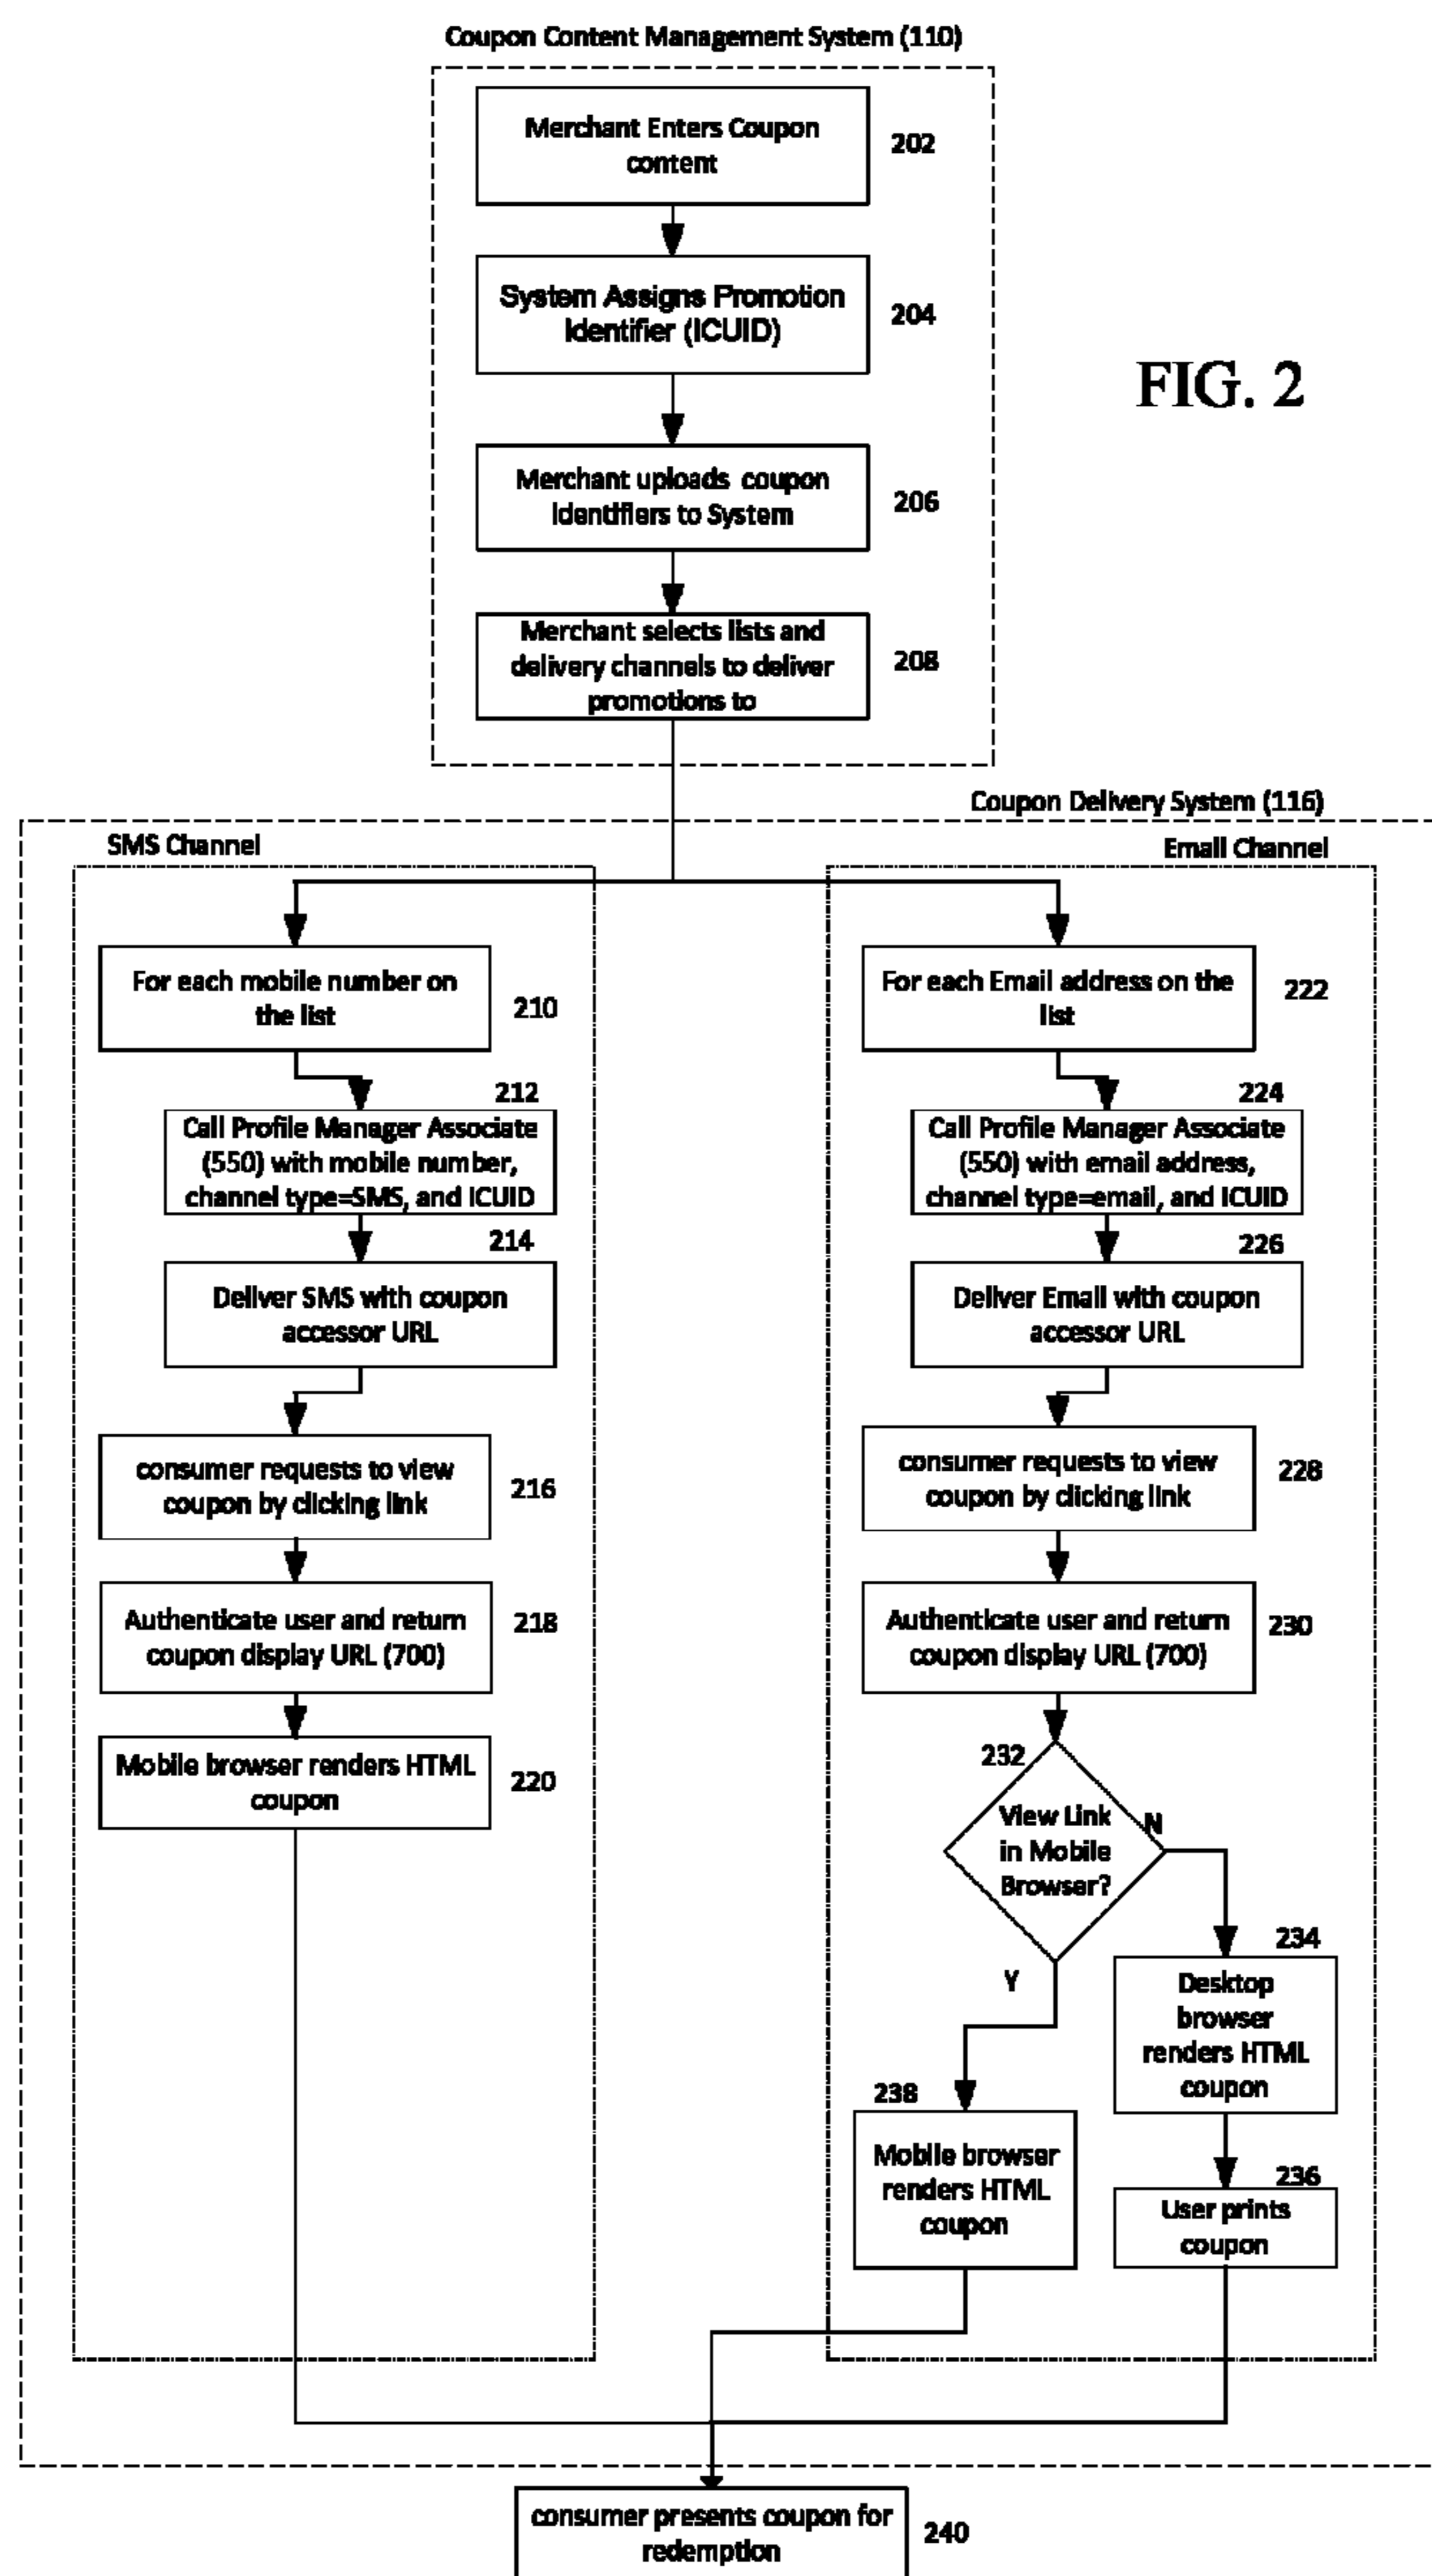 Coupon Content Management System (110)
Merchant Enters Coupon
content
202
System Assigns Promotion
Identifier (ICUID)
204
FIG. 2
Merchant uploads coupon
identifiers to System
206
Merchant selects lists and
delivery channels to deliver
promotions to
208
Coupon Delivery System (116)
SMS Channel
For each mobile number on
the list
210
212
Call Profile Manager Associate
(550) with mobile number,
channel type=SMS, and ICUID
214
Deliver SMS with coupon
accessor URL
consumer requests to view
coupon by clicking link
216
Authenticate user and return
coupon display URL (700)
218
Mobile browser renders HTML
coupon
220
Email Channel
For each Email address on the
list
222
224
Call Profile Manager Associate
(550) with email address,
channel type=email, and ICUID
226
Deliver Email with coupon
accessor URL
consumer requests to view
coupon by clicking link
228
Authenticate user and return
coupon display URL (700)
230
232
View Link
in Mobile
Browser?
N
Y
234
Desktop
browser
renders HTML
coupon
236
User prints
coupon
238
Mobile browser
renders HTML
coupon
consumer presents coupon for
redemption
240